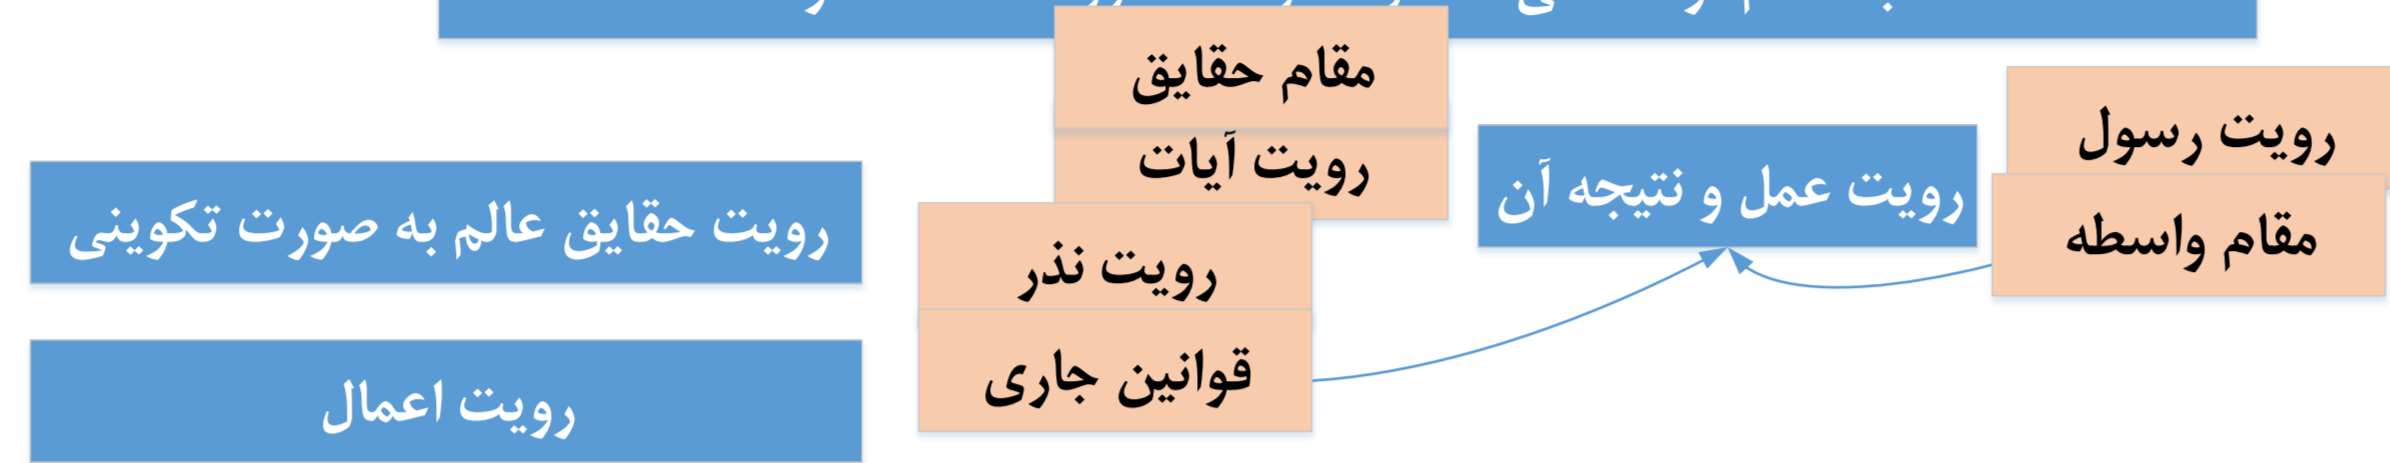 مقام حقایق
رویت رسول
رویت آیات
رویت عمل و نتیجه آن
مقام واسطه
رویت حقایق عالم به صورت تکوینی
رویت نذر
قوانین جاری
رویت اعمال